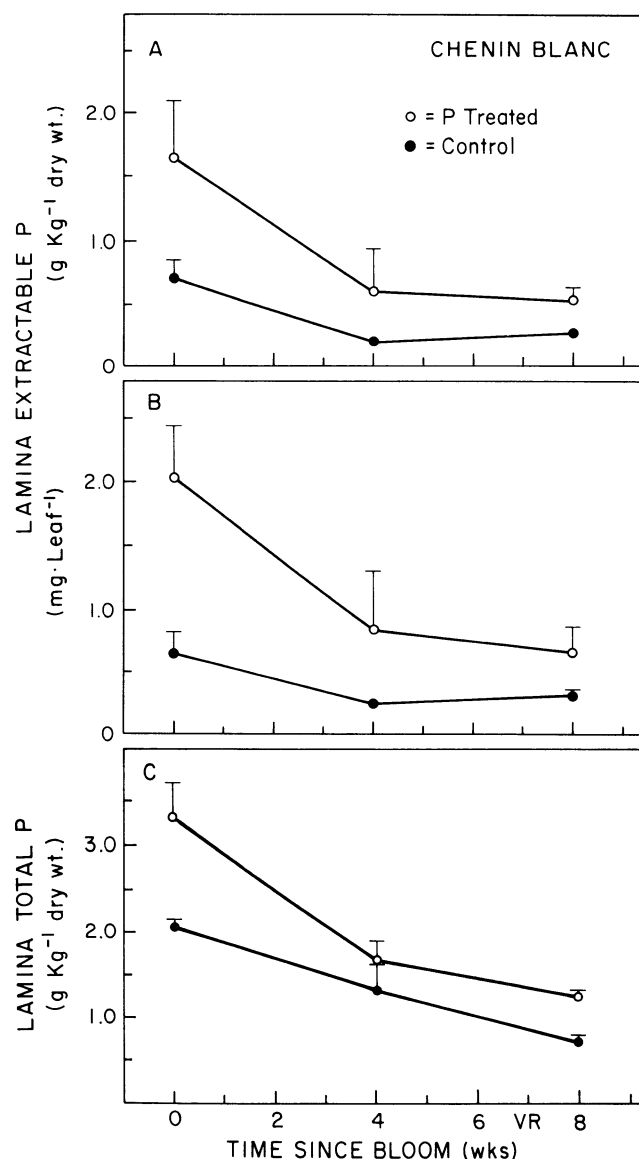 A
CHENIN BLANC
○ = P Treated
● = Control
2.0
1.0
0
LAMINA EXTRACTABLE P
(g Kg⁻¹ dry wt.)
B
2.0
1.0
0
(mg·Leaf⁻¹)
C
3.0
2.0
1.0
LAMINA TOTAL P
(g Kg⁻¹ dry wt.)
0 2 4 6 VR 8
TIME SINCE BLOOM (wks)